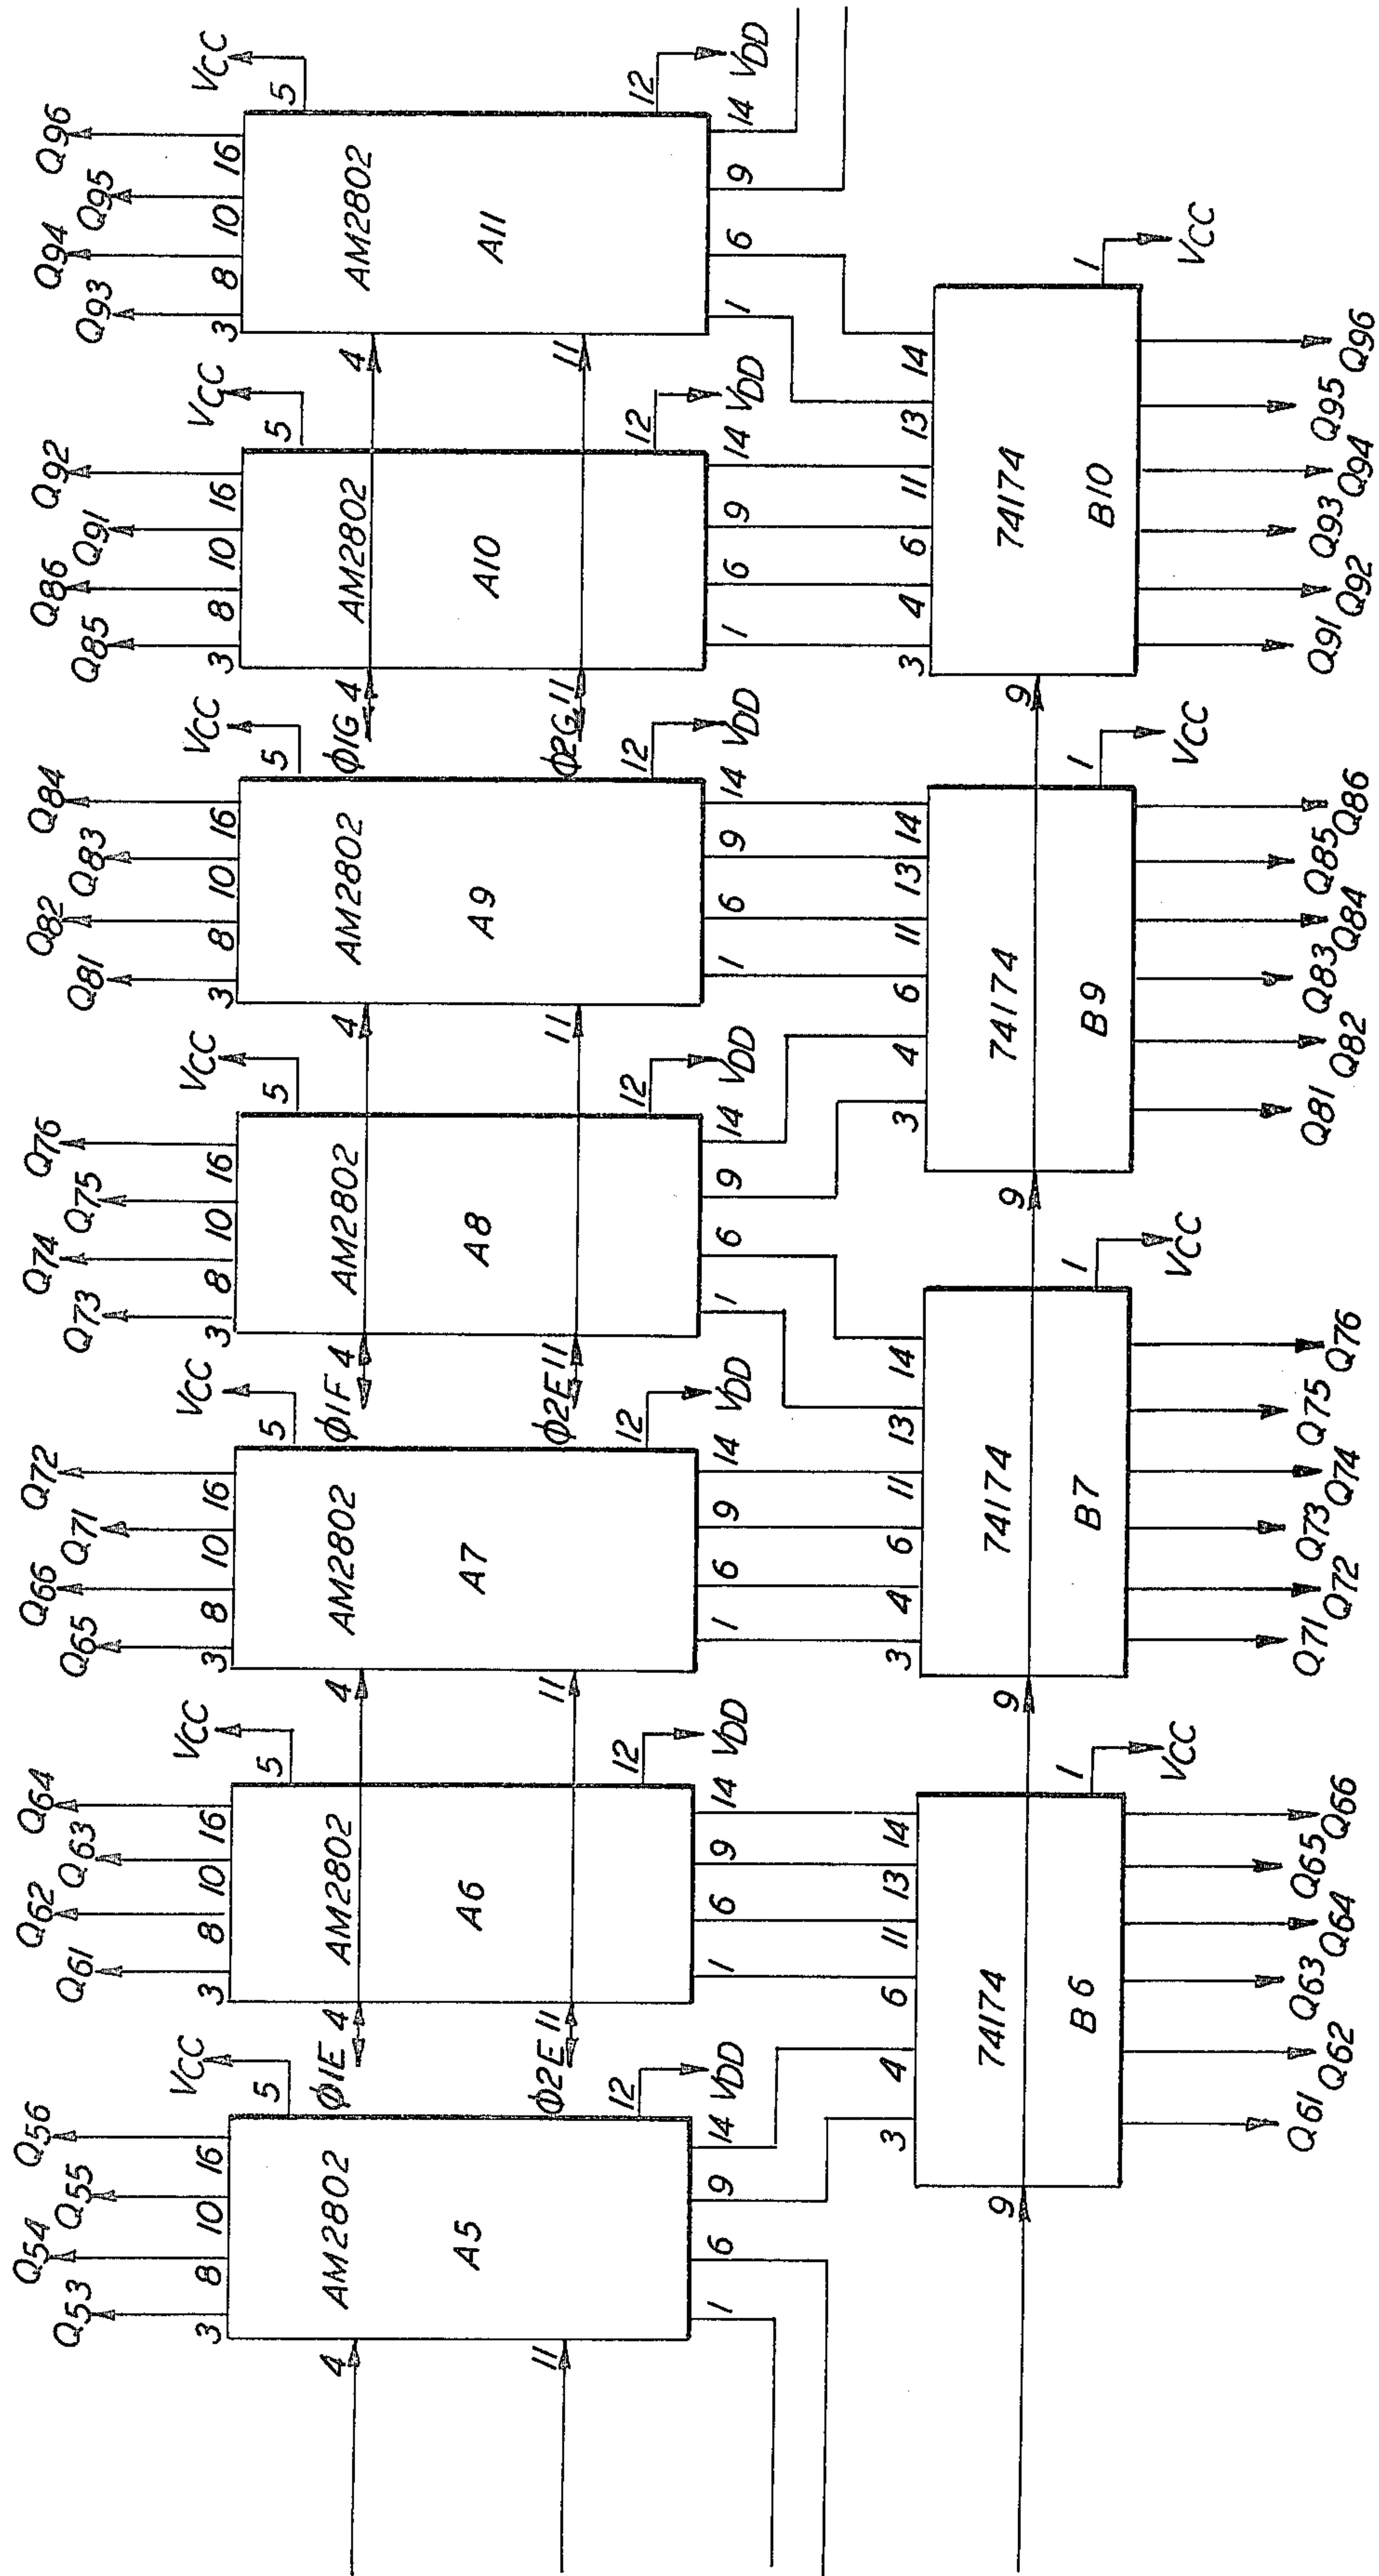 Q54 Q56 Q62 Q64 Q66 Q72 Q74 Q76 Q82 Q84 Q86 Q92 Q94 Q96
Q53 Q55 Q61 Q63 Q65 Q71 Q73 Q75 Q81 Q83 Q85 Q91 Q93 Q95
VCC VCC VCC VCC VCC VCC VCC
3 8 10 16 3 8 10 16 3 8 10 16 3 8 10 16 3 8 10 16 3 8 10 16 3 8 10 16
5 5 5 5 5 5 5
4 AM2802 φ1E 4 AM2802 4 AM2802 φ1F 4 AM2802 4 AM2802 φ1G 4 AM2802 4 AM2802
A5 A6 A7 A8 A9 A10 A11
11 φ2E 11 11 φ2E 11 11 φ2G 11 11
12 12 12 12 12 12 12
1 6 9 14 1 6 9 14 1 6 9 14 1 6 9 14 1 6 9 14 1 6 9 14 1 6 9 14
VDD VDD VDD VDD VDD VDD VDD
3 4 6 11 13 14 3 4 6 11 13 14 3 4 6 11 13 14 3 4 6 11 13 14
9 74174 9 74174 9 74174 9 74174
B6 B7 B9 B10
1 1 1 1
VCC VCC VCC VCC
Q61 Q63 Q65 Q71 Q73 Q75 Q81 Q83 Q85 Q91 Q93 Q95
Q62 Q64 Q66 Q72 Q74 Q76 Q82 Q84 Q86 Q92 Q94 Q96